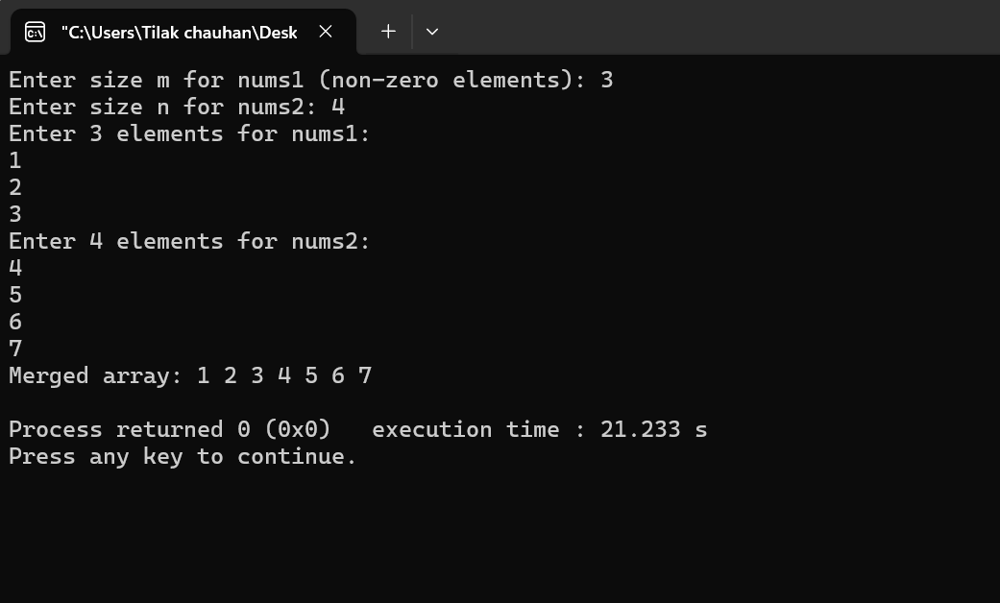 "C:\Users\Tilak chauhan\Desk
Enter size m for nums1 (non-zero elements): 3
Enter size n for nums2: 4
Enter 3 elements for nums1:
1
2
3
Enter 4 elements for nums2:
4
5
6
7
Merged array: 1 2 3 4 5 6 7
Process returned 0 (0x0)   execution time : 21.233 s
Press any key to continue.